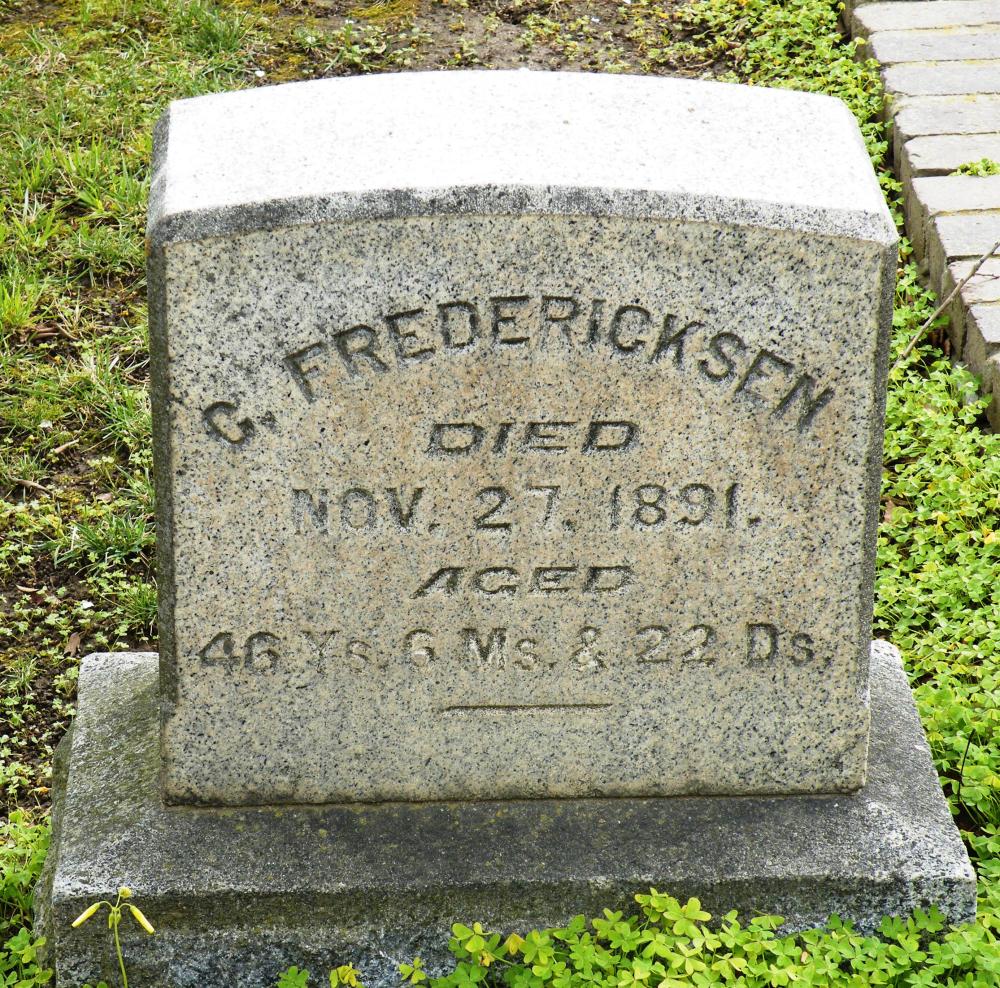 C. FREDERICKSEN
DIED
NOV. 27. 1891.
AGED
46 Ys. 6 Ms. & 22 Ds.